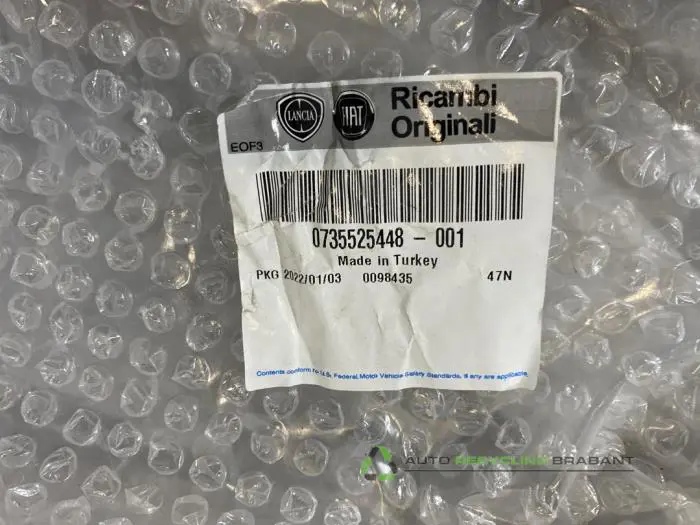 LANCIA
FIAT
Ricambi
Originali
EOF3
0735525448 - 001
Made in Turkey
PKG 2022/01/03 0098435 47N
Contents conform to U.S. Federal Motor Vehicle Safety Standards, if any are applicable
AUTO RECYCLING BRABANT